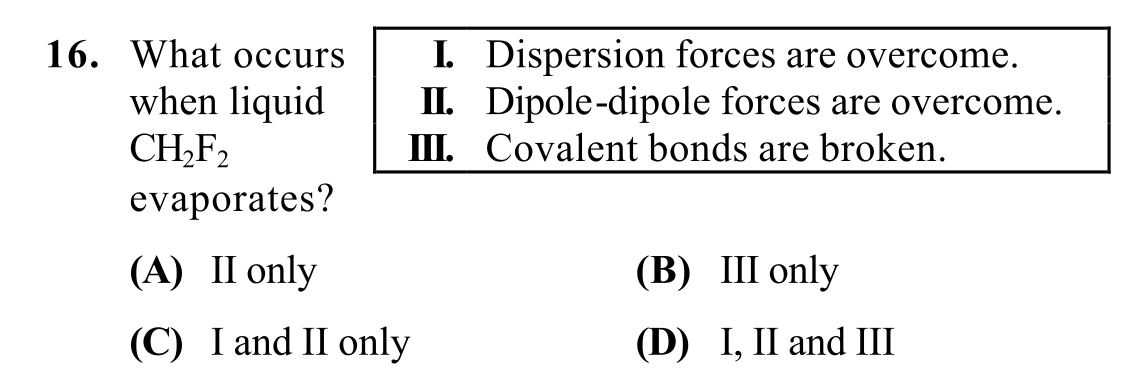 16. What occurs
when liquid
CH₂F₂
evaporates?
I. Dispersion forces are overcome.
II. Dipole-dipole forces are overcome.
III. Covalent bonds are broken.
(A) II only
(B) III only
(C) I and II only
(D) I, II and III